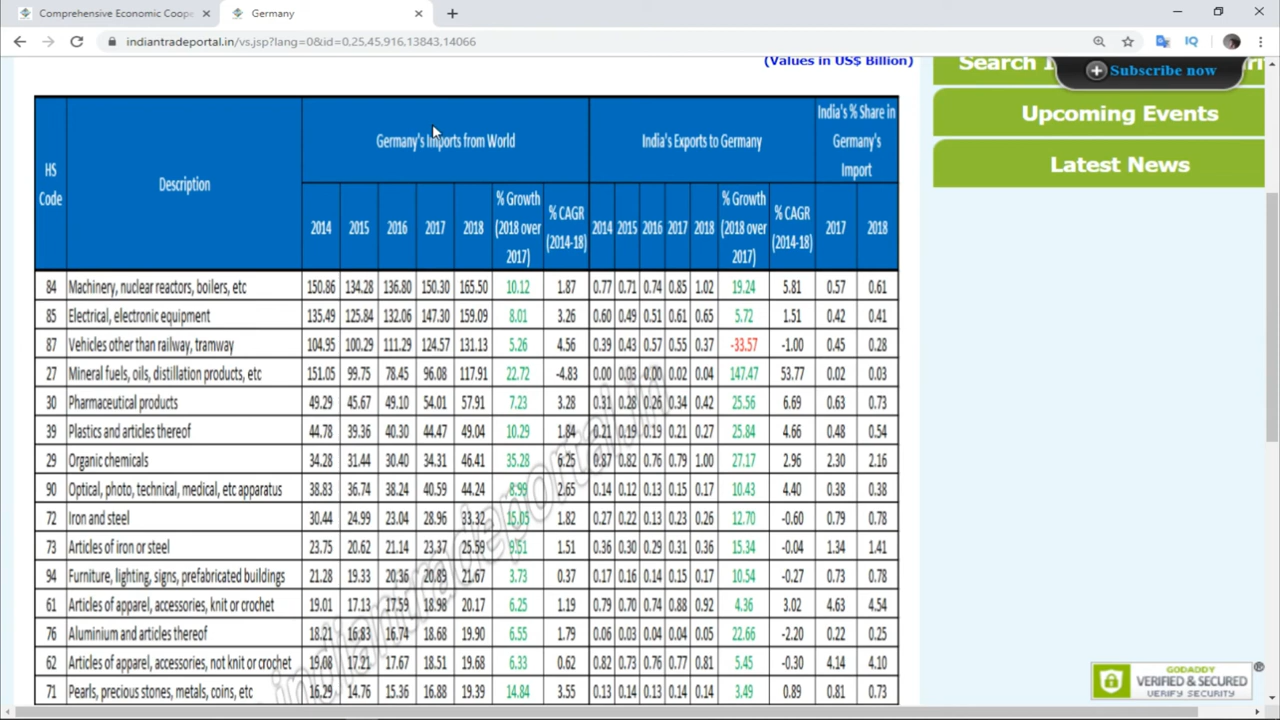 Comprehensive Economic Coope
Germany
indiantradeportal.in/vs.jsp?lang=0&id=0,25,45,916,13843,14066
IQ
(Values in US$ Billion)
Search I
Subscribe now
Upcoming Events
Latest News
HS Code Description Germany's Imports from World India's Exports to Germany India's % Share in Germany's Import
2014 2015 2016 2017 2018 % Growth (2018 over 2017) % CAGR (2014-18) 2014 2015 2016 2017 2018 % Growth (2018 over 2017) % CAGR (2014-18) 2017 2018
84 Machinery, nuclear reactors, boilers, etc 150.86 134.28 136.80 150.30 165.50 10.12 1.87 0.77 0.71 0.74 0.85 1.02 19.24 5.81 0.57 0.61
85 Electrical, electronic equipment 135.49 125.84 132.06 147.30 159.09 8.01 3.26 0.60 0.49 0.51 0.61 0.65 5.72 1.51 0.42 0.41
87 Vehicles other than railway, tramway 104.95 100.29 111.29 124.57 131.13 5.26 4.56 0.39 0.43 0.57 0.55 0.37 -33.57 -1.00 0.45 0.28
27 Mineral fuels, oils, distillation products, etc 151.05 99.75 78.45 96.08 117.91 22.72 -4.83 0.00 0.03 0.00 0.02 0.04 147.47 53.77 0.02 0.03
30 Pharmaceutical products 49.29 45.67 49.10 54.01 57.91 7.23 3.28 0.31 0.28 0.26 0.34 0.42 25.56 6.69 0.63 0.73
39 Plastics and articles thereof 44.78 39.36 40.30 44.47 49.04 10.29 1.84 0.21 0.19 0.19 0.21 0.27 25.84 4.66 0.48 0.54
29 Organic chemicals 34.28 31.44 30.40 34.31 46.41 35.28 6.25 0.87 0.82 0.76 0.79 1.00 27.17 2.96 2.30 2.16
90 Optical, photo, technical, medical, etc apparatus 38.83 36.74 38.24 40.59 44.24 8.99 2.65 0.14 0.12 0.13 0.15 0.17 10.43 4.40 0.38 0.38
72 Iron and steel 30.44 24.99 23.04 28.96 33.32 15.05 1.82 0.27 0.22 0.13 0.23 0.26 12.70 -0.60 0.79 0.78
73 Articles of iron or steel 23.75 20.62 21.14 23.37 25.59 9.51 1.51 0.36 0.30 0.29 0.31 0.36 15.34 -0.04 1.34 1.41
94 Furniture, lighting, signs, prefabricated buildings 21.28 19.33 20.36 20.89 21.67 3.73 0.37 0.17 0.16 0.14 0.15 0.17 10.54 -0.27 0.73 0.78
61 Articles of apparel, accessories, knit or crochet 19.01 17.13 17.59 18.98 20.17 6.25 1.19 0.79 0.70 0.74 0.88 0.92 4.36 3.02 4.63 4.54
76 Aluminium and articles thereof 18.21 16.83 16.74 18.68 19.90 6.55 1.79 0.06 0.03 0.04 0.04 0.05 22.66 -2.20 0.22 0.25
62 Articles of apparel, accessories, not knit or crochet 19.08 17.21 17.67 18.51 19.68 6.33 0.62 0.82 0.73 0.76 0.77 0.81 5.45 -0.30 4.14 4.10
71 Pearls, precious stones, metals, coins, etc 16.29 14.76 15.36 16.88 19.39 14.84 3.55 0.13 0.14 0.13 0.14 0.14 3.49 0.89 0.81 0.73
indiantradeportal.in
GODADDY
VERIFIED & SECURED
VERIFY SECURITY